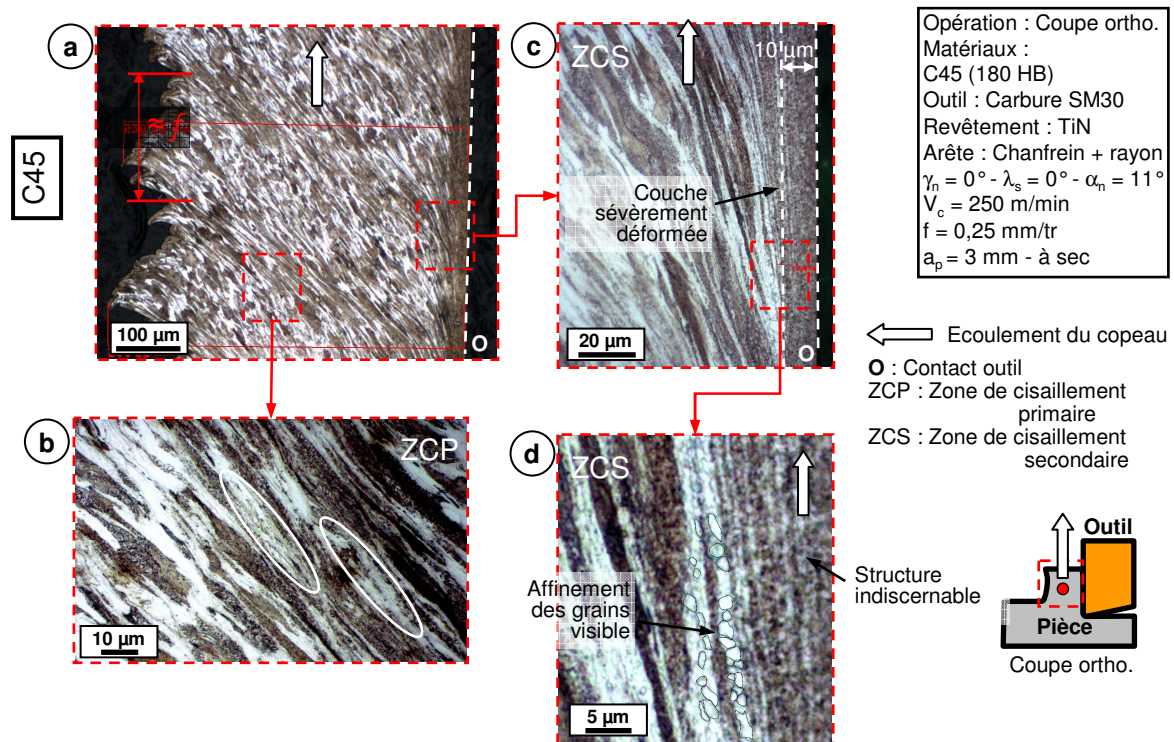 C45
a
≈ f
100 µm
O
c
ZCS
10 µm
Couche
sévèrement
déformée
20 µm
O
b
ZCP
10 µm
d
ZCS
Affinement
des grains
visible
5 µm
Structure
indiscernable
Opération : Coupe ortho.
Matériaux :
C45 (180 HB)
Outil : Carbure SM30
Revêtement : TiN
Arête : Chanfrein + rayon
γn = 0° - λs = 0° - αn = 11°
Vc = 250 m/min
f = 0,25 mm/tr
ap = 3 mm - à sec
Ecoulement du copeau
O : Contact outil
ZCP : Zone de cisaillement
primaire
ZCS : Zone de cisaillement
secondaire
Outil
Pièce
Coupe ortho.